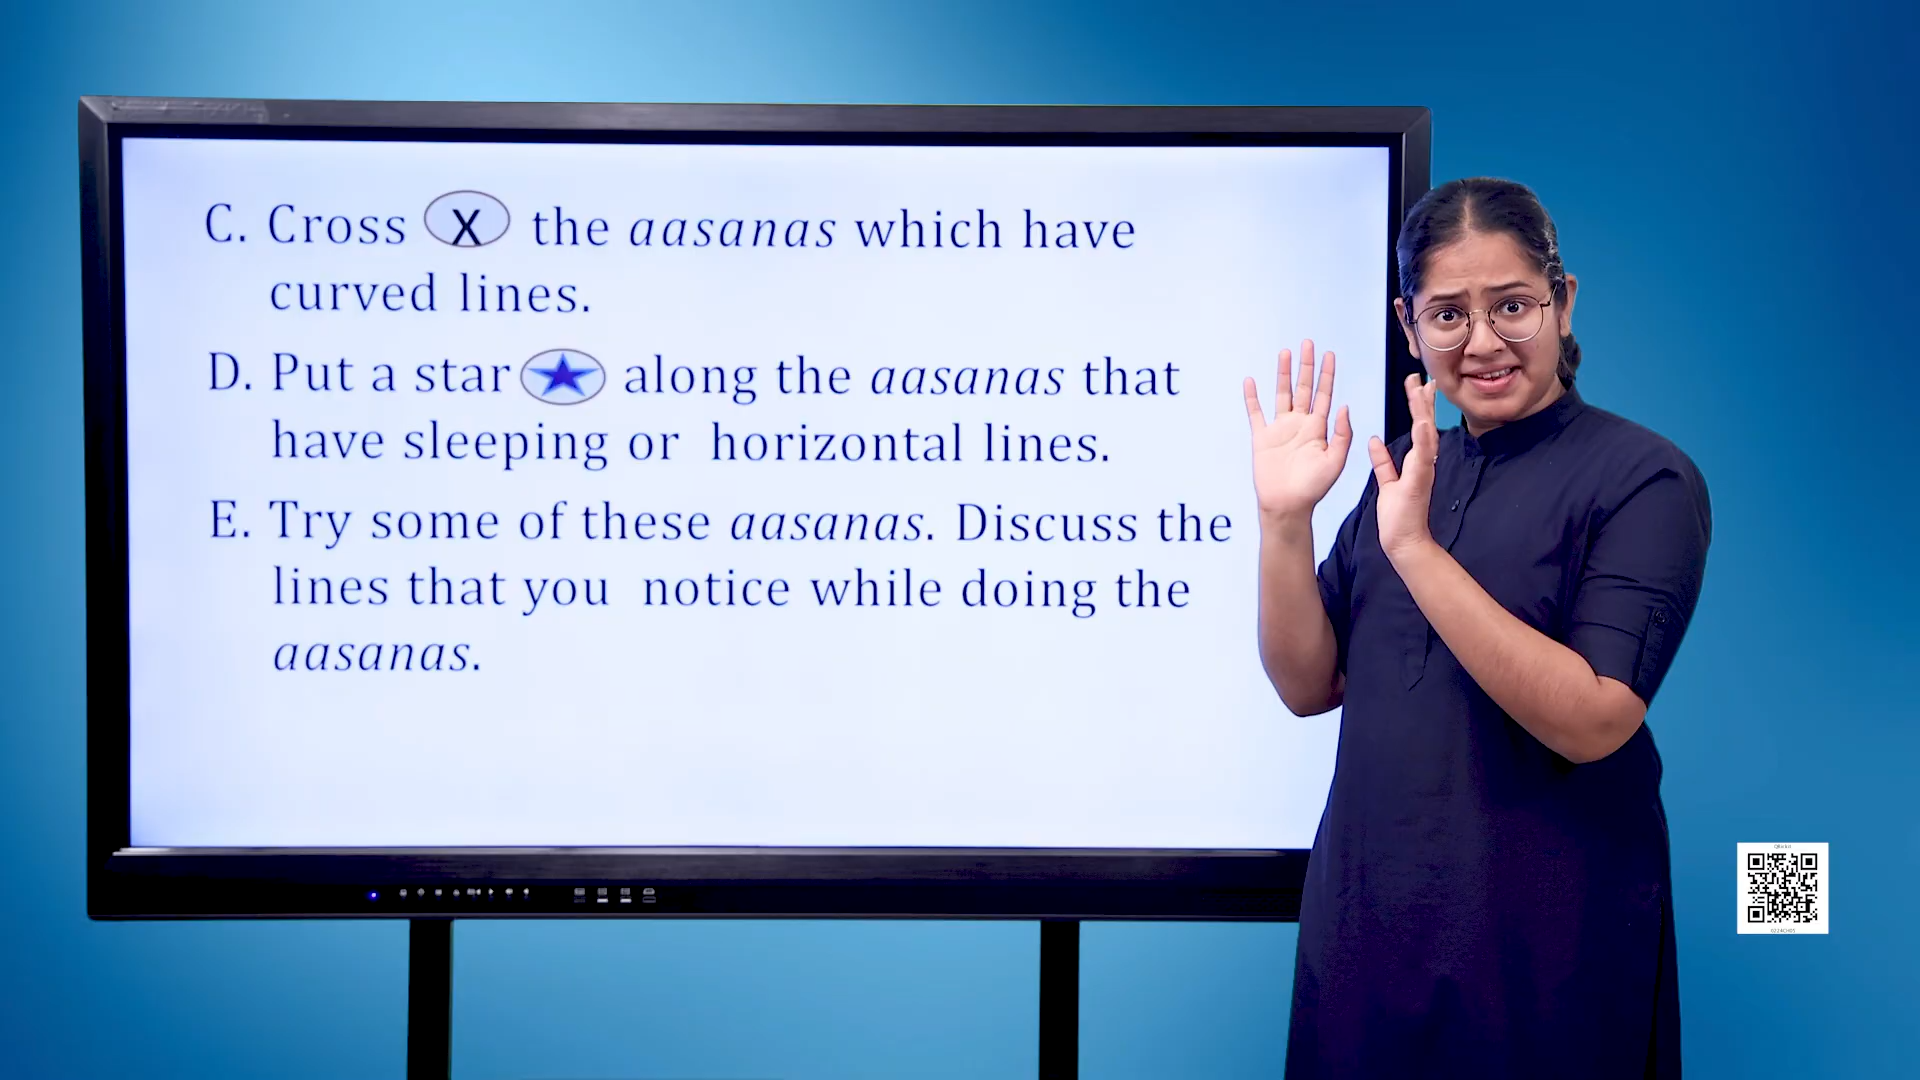 C. Cross X the aasanas which have
curved lines.
D. Put a star along the aasanas that
have sleeping or horizontal lines.
E. Try some of these aasanas. Discuss the
lines that you notice while doing the
aasanas.